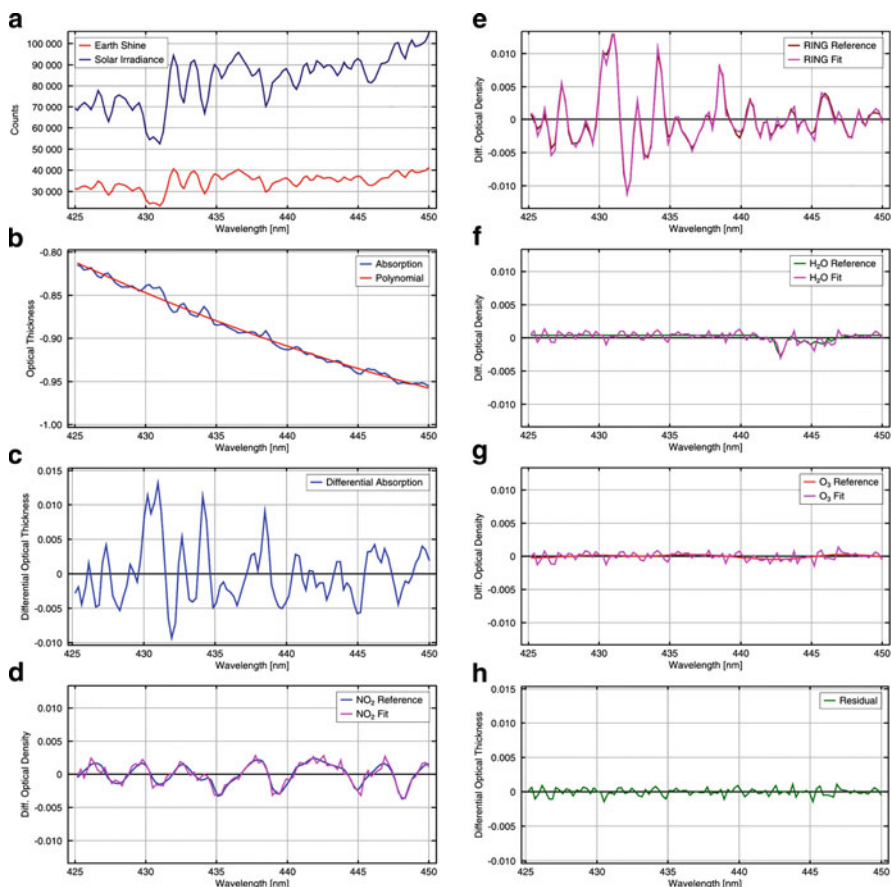 a
Earth Shine
Solar Irradiance
100 000
90 000
80 000
70 000
60 000
50 000
40 000
30 000
Counts
425 430 435 440 445 450
Wavelength [nm]
b
Absorption
Polynomial
-0.80
-0.85
-0.90
-0.95
-1.00
Optical Thickness
425 430 435 440 445 450
Wavelength [nm]
c
Differential Absorption
0.015
0.010
0.005
0
-0.005
-0.010
Differential Optical Thickness
425 430 435 440 445 450
Wavelength [nm]
d
NO₂ Reference
NO₂ Fit
0.010
0.005
0
-0.005
-0.010
Diff. Optical Density
425 430 435 440 445 450
Wavelength [nm]
e
RING Reference
RING Fit
0.010
0.005
0
-0.005
-0.010
Diff. Optical Density
425 430 435 440 445 450
Wavelength [nm]
f
H₂O Reference
H₂O Fit
0.010
0.005
0
-0.005
-0.010
Diff. Optical Density
425 430 435 440 445 450
Wavelength [nm]
g
O₃ Reference
O₃ Fit
0.010
0.005
0
-0.005
-0.010
Diff. Optical Density
425 430 435 440 445 450
Wavelength [nm]
h
Residual
0.015
0.010
0.005
0
-0.005
-0.010
Differential Optical Thickness
425 430 435 440 445 450
Wavelength [nm]